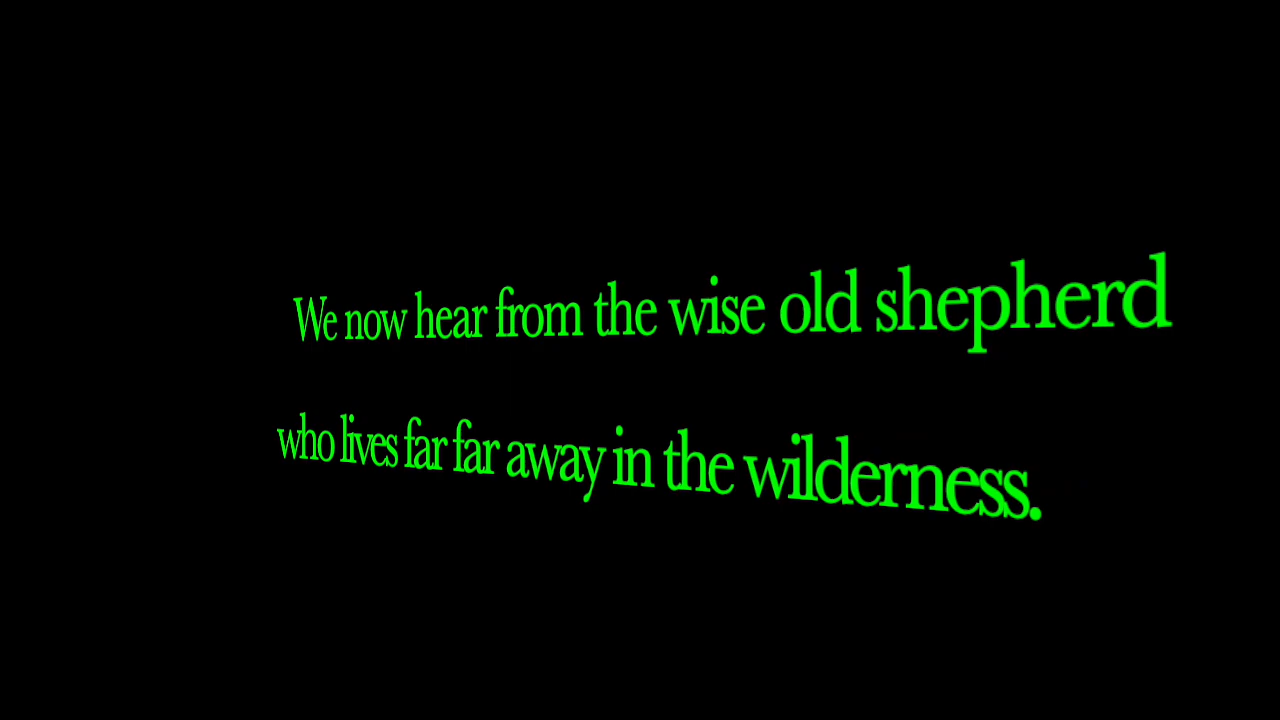 We now hear from the wise old shepherd
who lives far far away in the wilderness.